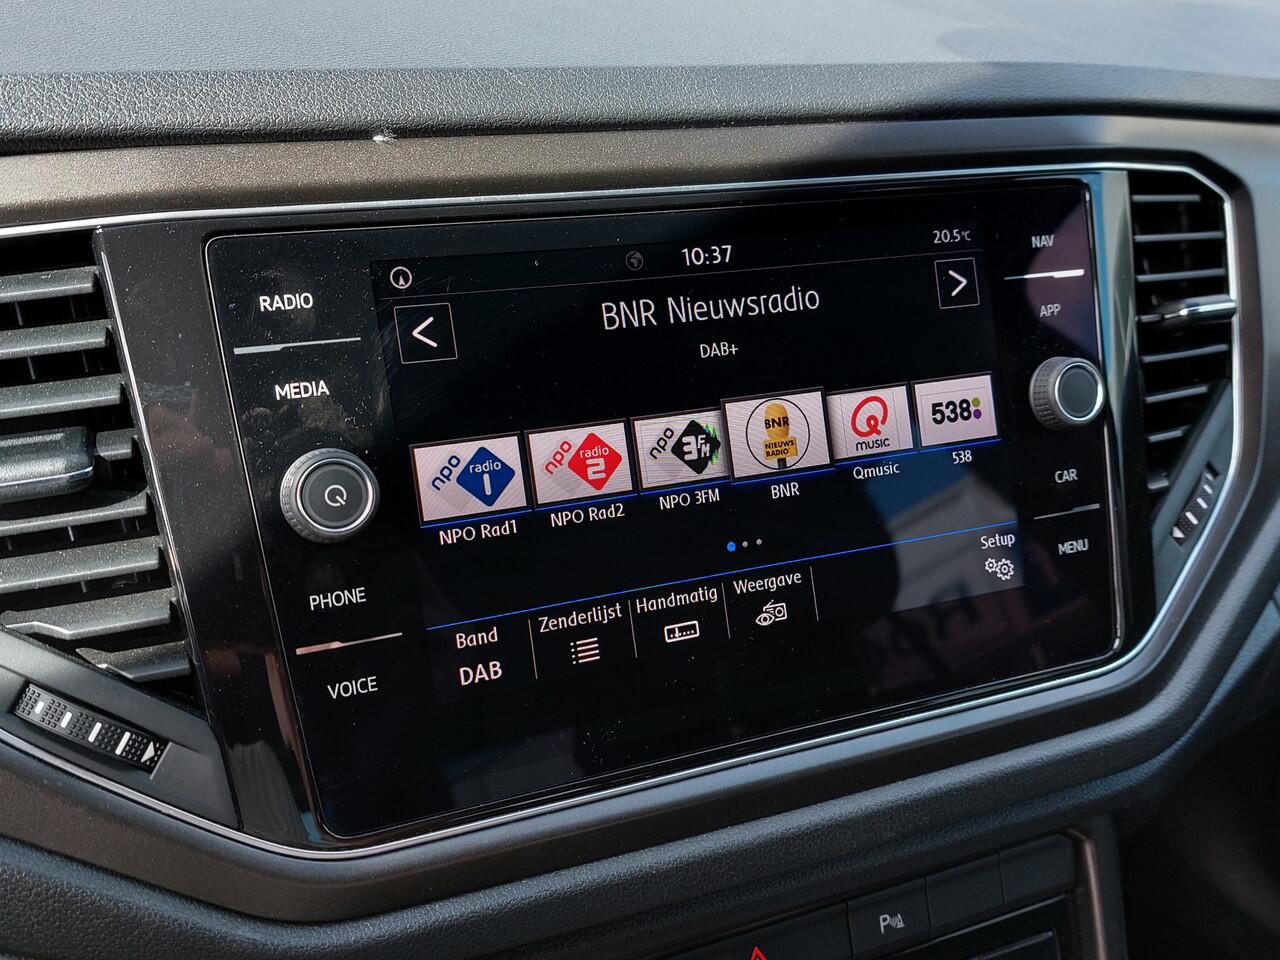 10:37
20.5°C
RADIO
NAV
BNR Nieuwsradio
APP
DAB+
MEDIA
npo radio 1
npo radio 2
npo 3FM
BNR NIEUWS RADIO
Q MUSIC
538
NPO Rad1
NPO Rad2
NPO 3FM
BNR
Qmusic
538
CAR
PHONE
Setup
MENU
Band
Zenderlijst
Handmatig
Weergave
DAB
VOICE
P